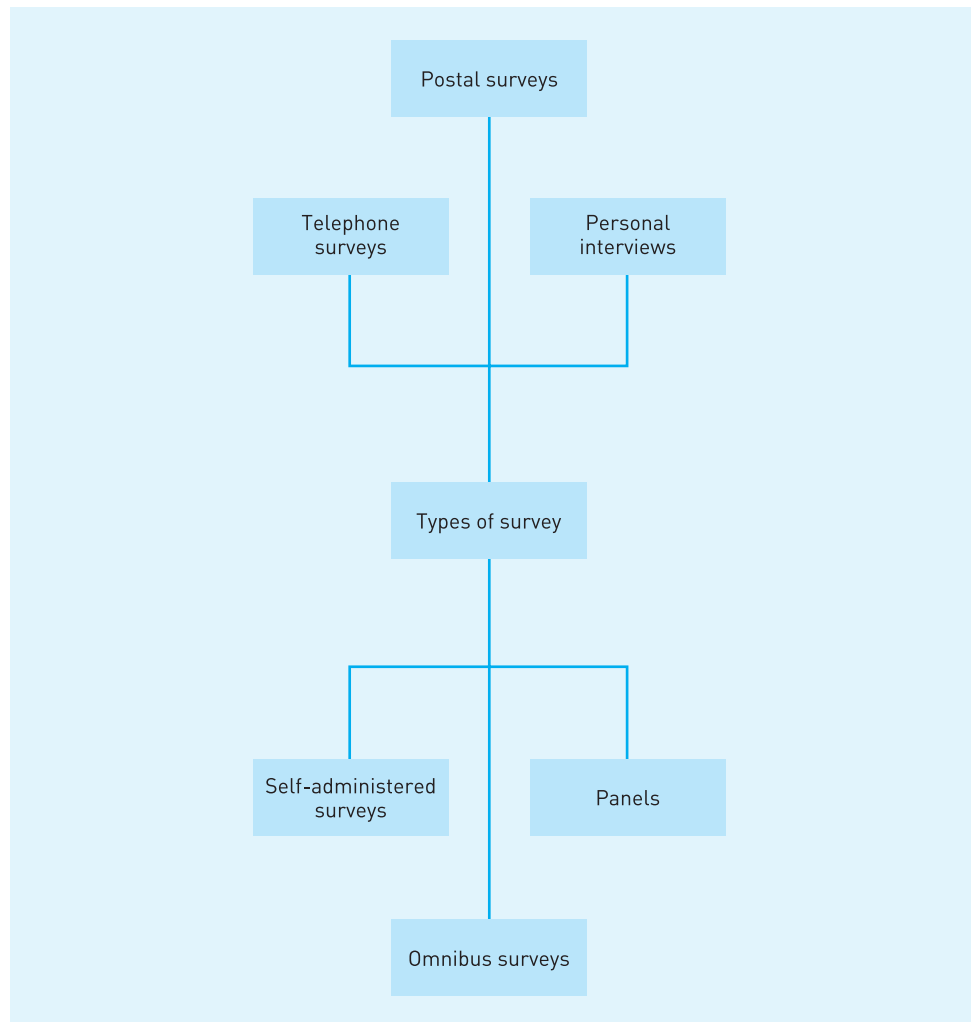 Postal surveys
Telephone
surveys
Personal
interviews
Types of survey
Self-administered
surveys
Panels
Omnibus surveys